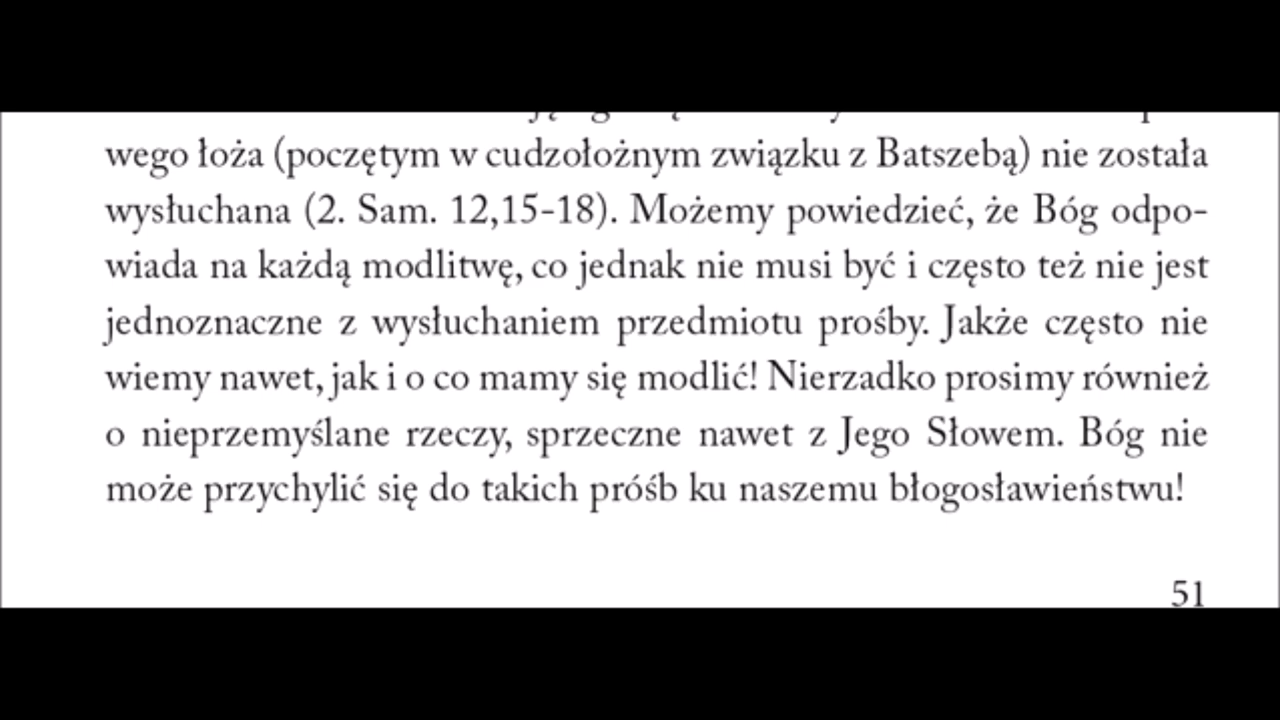 wego łoża (poczętym w cudzołożnym związku z Batszebą) nie została
wysłuchana (2. Sam. 12,15-18). Możemy powiedzieć, że Bóg odpo-
wiada na każdą modlitwę, co jednak nie musi być i często też nie jest
jednoznaczne z wysłuchaniem przedmiotu prośby. Jakże często nie
wiemy nawet, jak i o co mamy się modlić! Nierzadko prosimy również
o nieprzemyślane rzeczy, sprzeczne nawet z Jego Słowem. Bóg nie
może przychylić się do takich próśb ku naszemu błogosławieństwu!
51